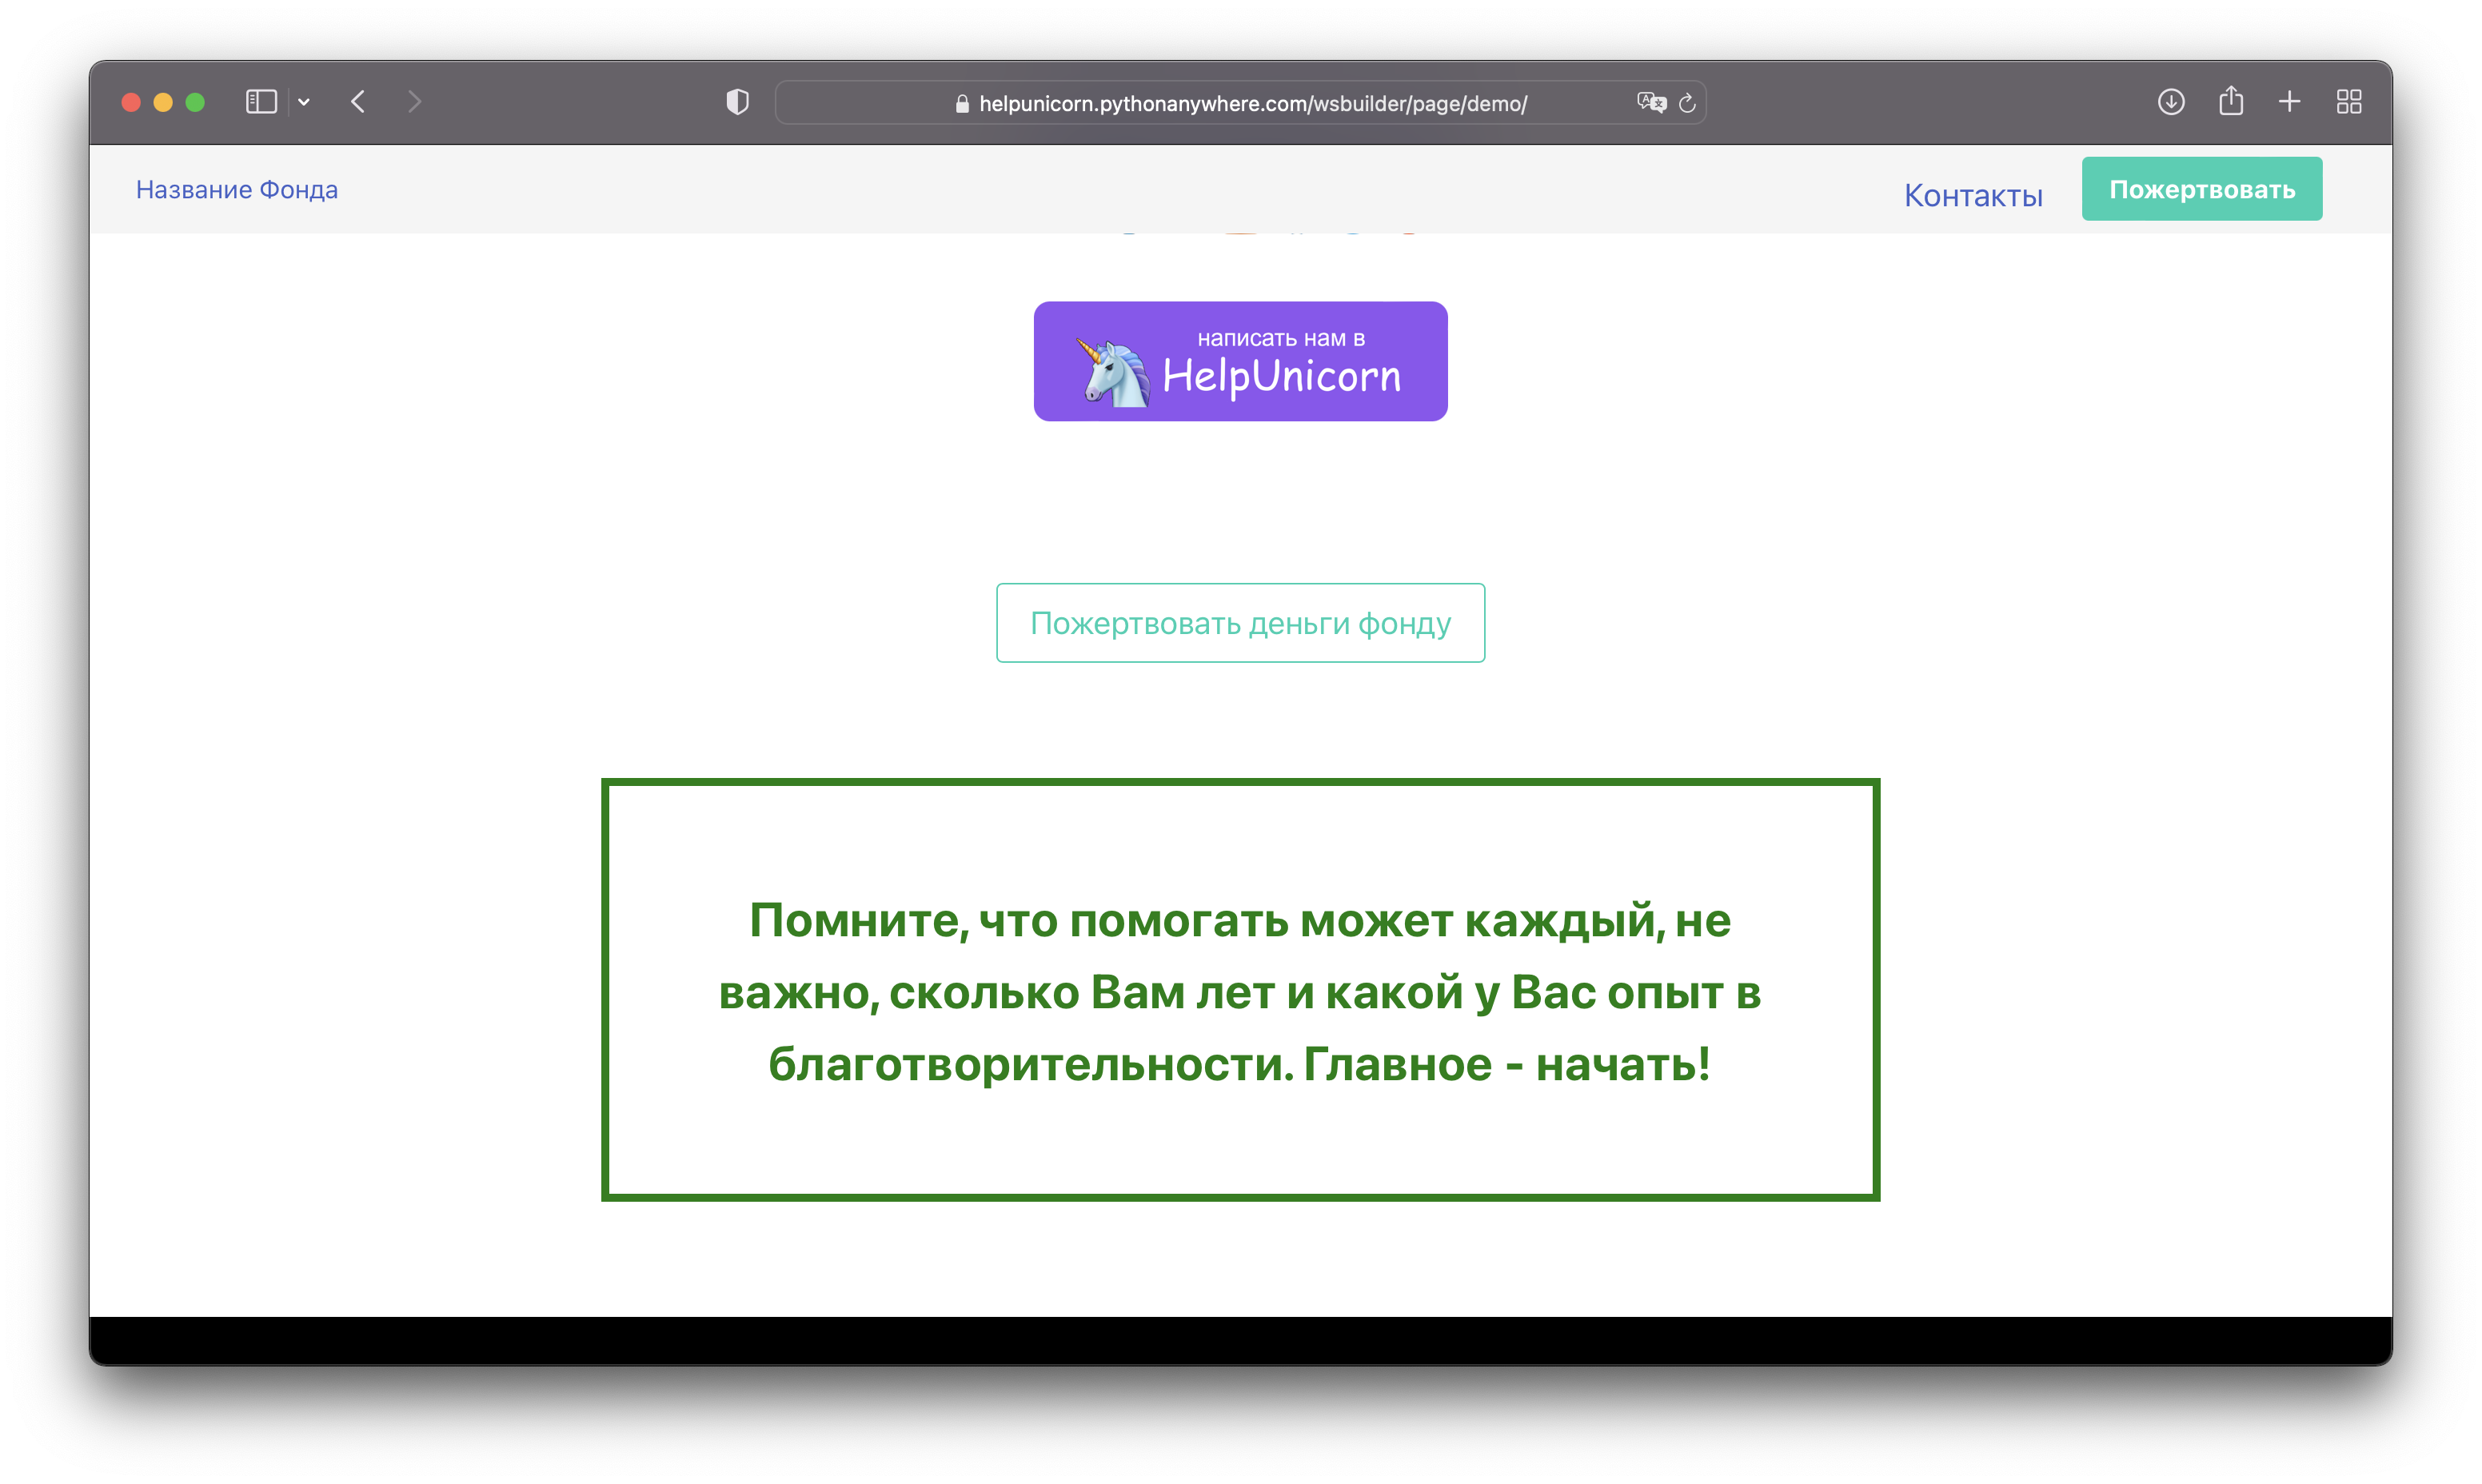 helpunicorn.pythonanywhere.com/wsbuilder/page/demo/
Название Фонда
Контакты
Пожертвовать
написать нам в
HelpUnicorn
Пожертвовать деньги фонду
Помните, что помогать может каждый, не
важно, сколько Вам лет и какой у Вас опыт в
благотворительности. Главное - начать!